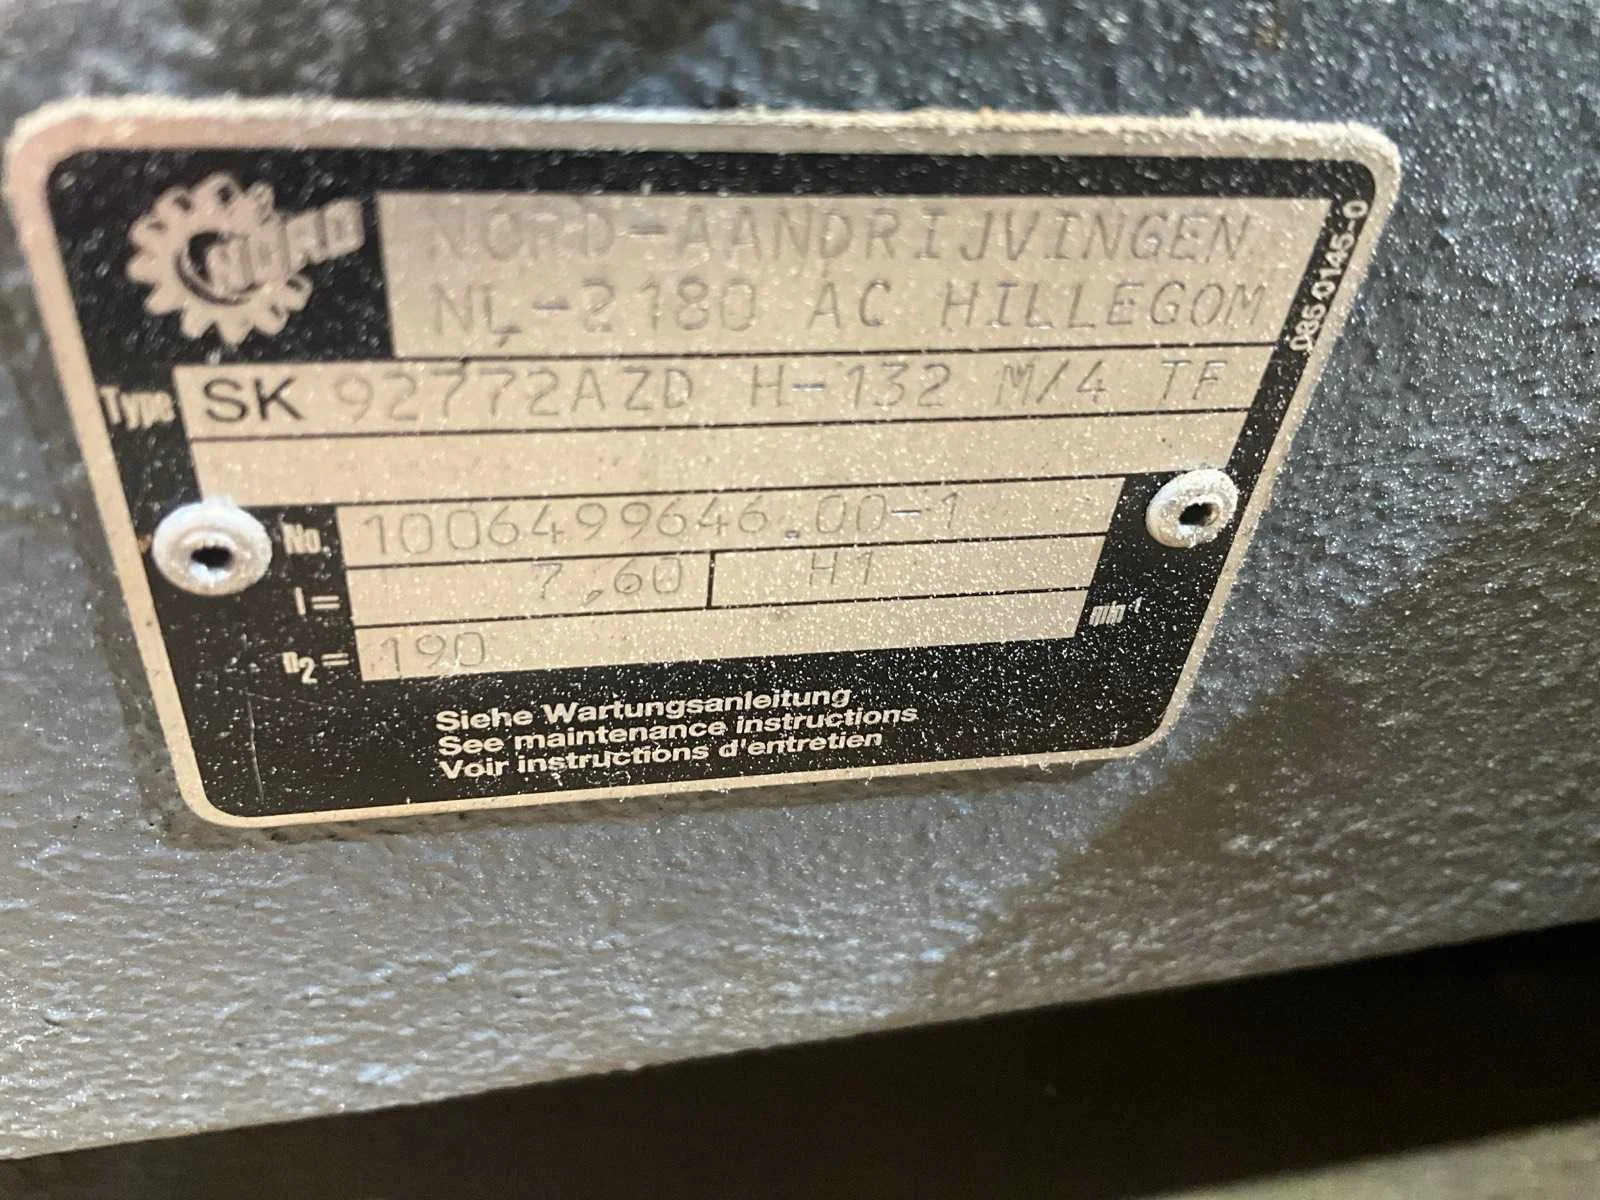 NORD
NORD-AANDRIJVINGEN
NL-2180 AC HILLEGOM
085-0145-0
Type SK 92772AZD H-132 M/4 TF
No. 1006499646.00-1
i= 7,60 H1
n2= 190 min-1
Siehe Wartungsanleitung
See maintenance instructions
Voir instructions d'entretien